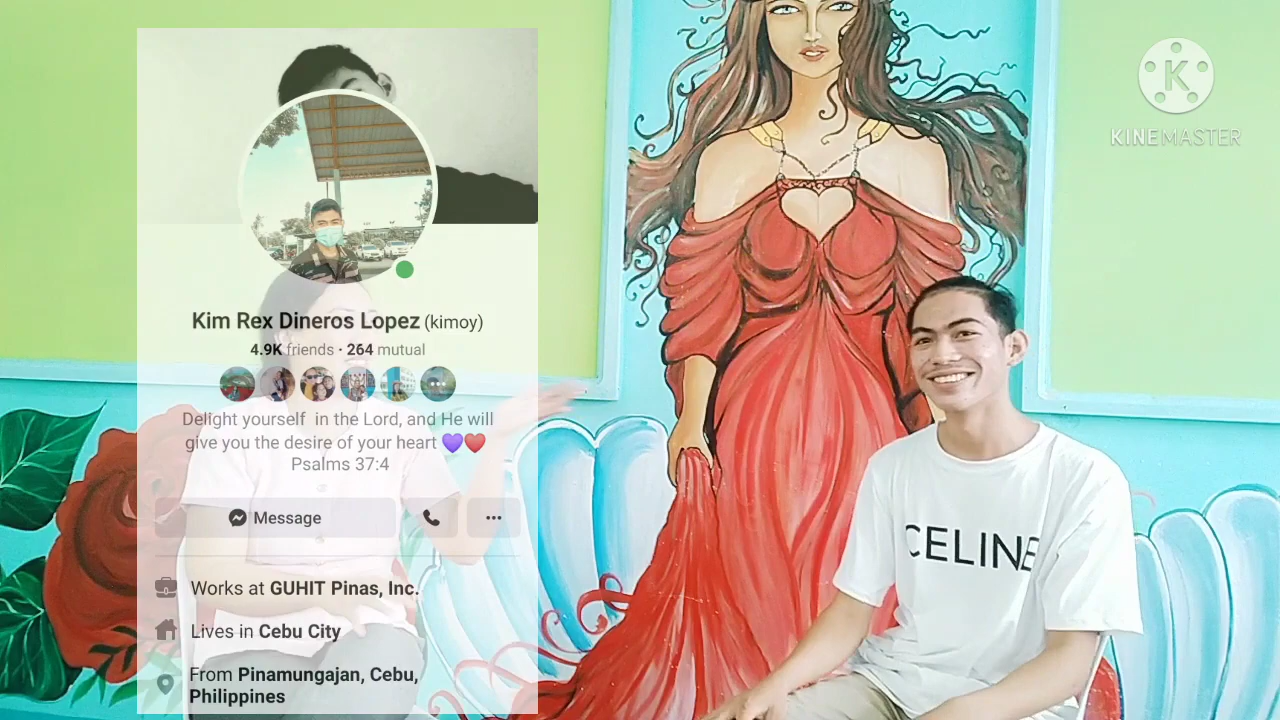 KINEMASTER
Kim Rex Dineros Lopez (kimoy)
4.9K friends · 264 mutual
Delight yourself in the Lord, and He will
give you the desire of your heart 💜❤️
Psalms 37:4
Message
Works at GUHIT Pinas, Inc.
Lives in Cebu City
From Pinamungajan, Cebu,
Philippines
CELINE